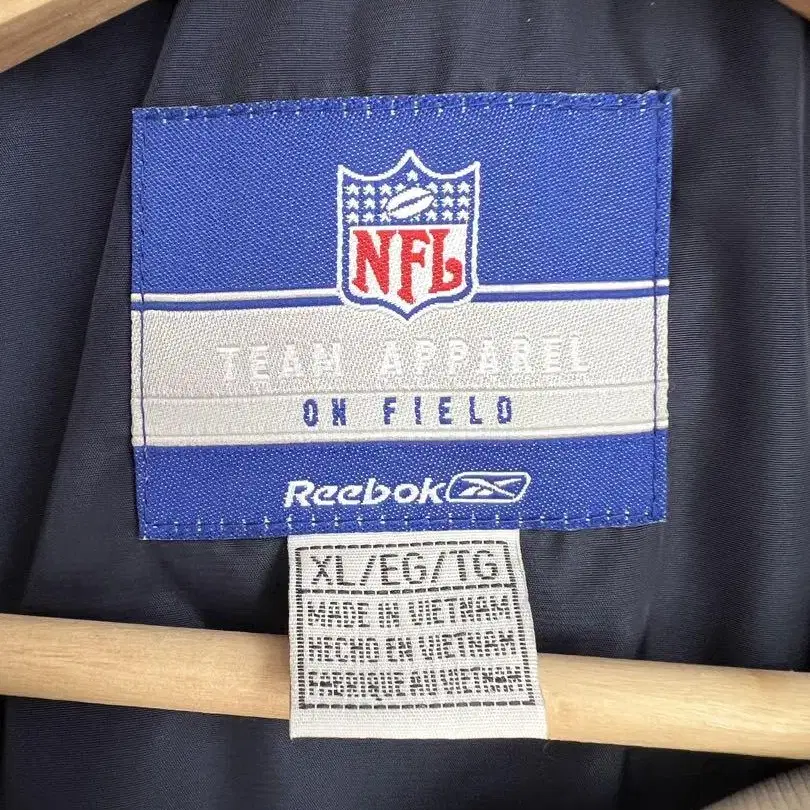 NFL
TEAM APPAREL
ON FIELD
Reebok
XL/EG/TG
MADE IN VIETNAM
HECHO EN VIETNAM
FABRIQUE AU VIETNAM